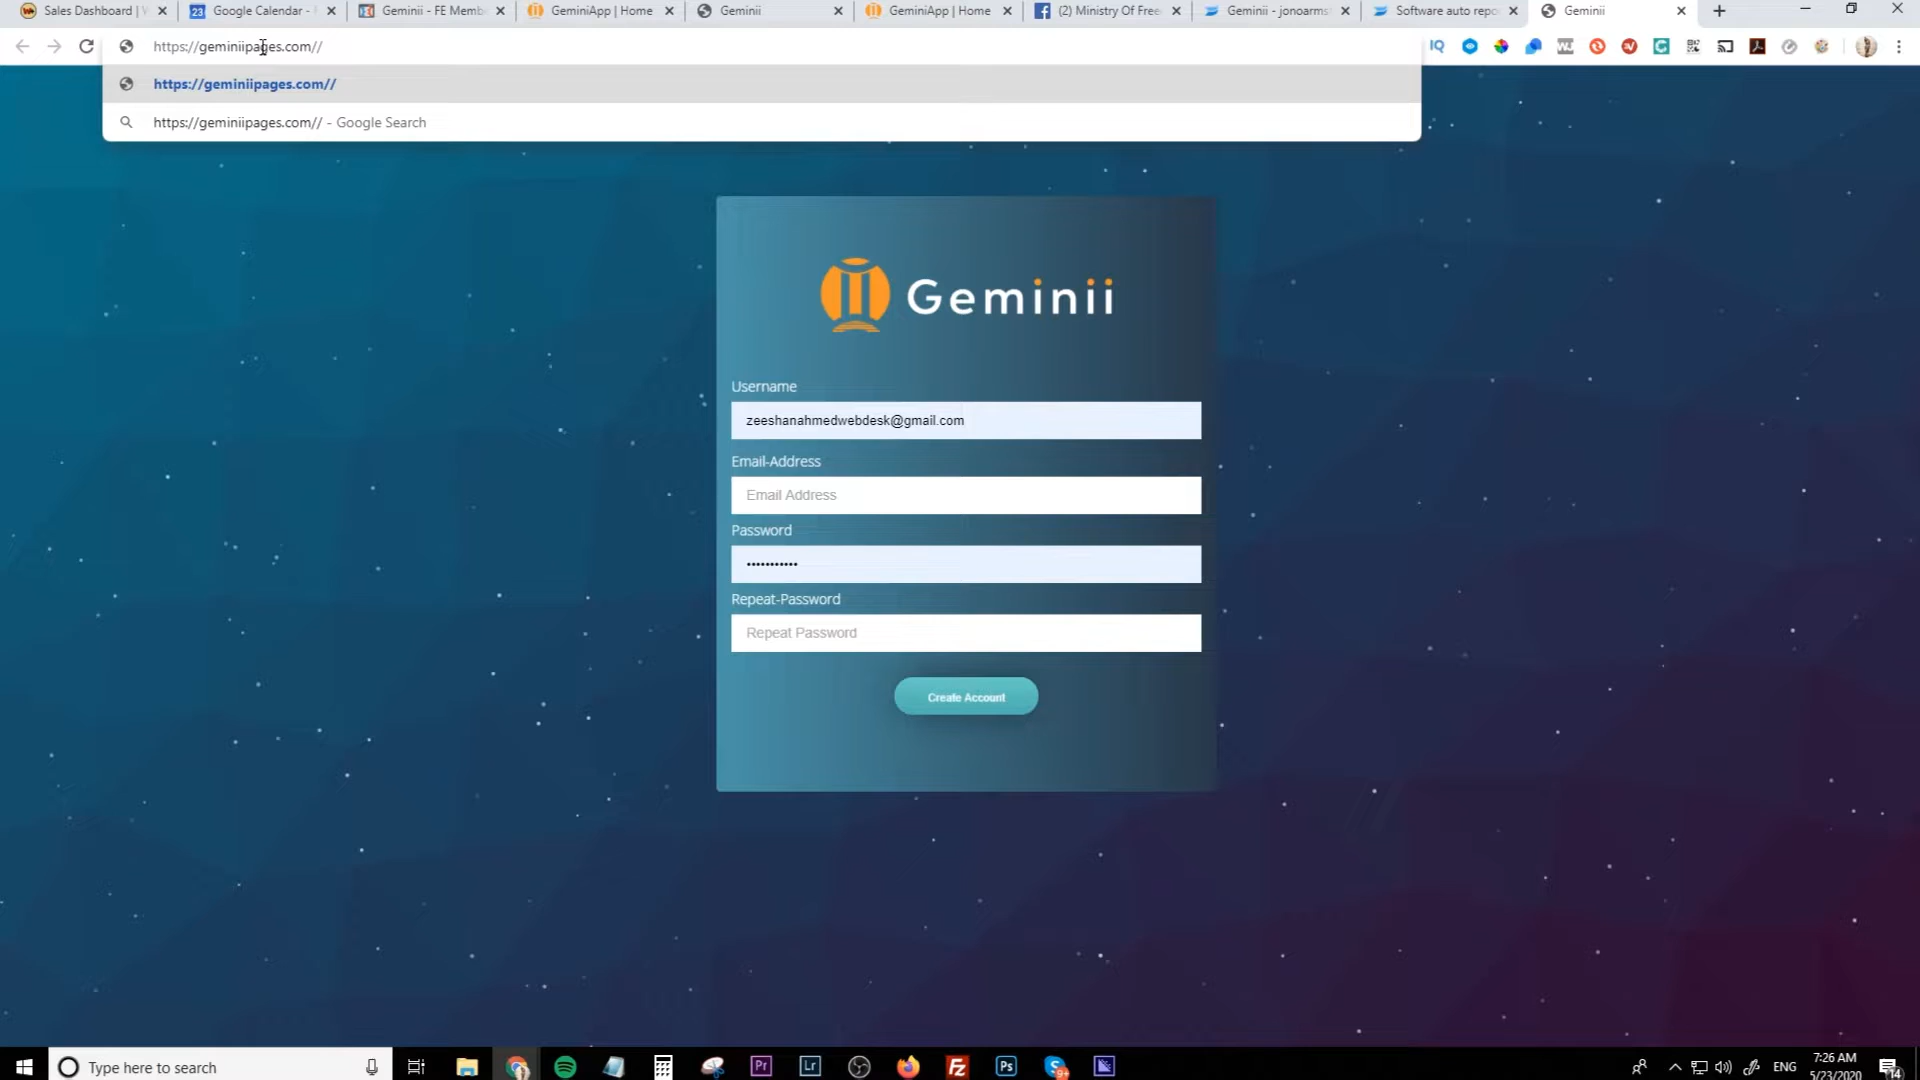 Sales Dashboard | W
Google Calendar -
Geminii - FE Memb
GeminiApp | Home
Geminii
GeminiApp | Home
(2) Ministry Of Free
Geminii - jonoarms
Software auto repo
Geminii
https://geminiipages.com//
https://geminiipages.com//
https://geminiipages.com// - Google Search
Geminii
Username
zeeshanahmedwebdesk@gmail.com
Email-Address
Email Address
Password
•••••••••••
Repeat-Password
Repeat Password
Create Account
Type here to search
ENG
7:26 AM
5/23/2020